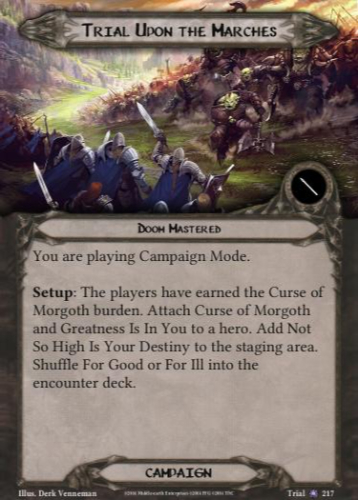 Trial Upon the Marches
Doom Mastered
You are playing Campaign Mode.
Setup: The players have earned the Curse of
Morgoth burden. Attach Curse of Morgoth
and Greatness Is In You to a hero. Add Not
So High Is Your Destiny to the staging area.
Shuffle For Good or For Ill into the
encounter deck.
CAMPAIGN
Illus. Derk Venneman
Trial 217